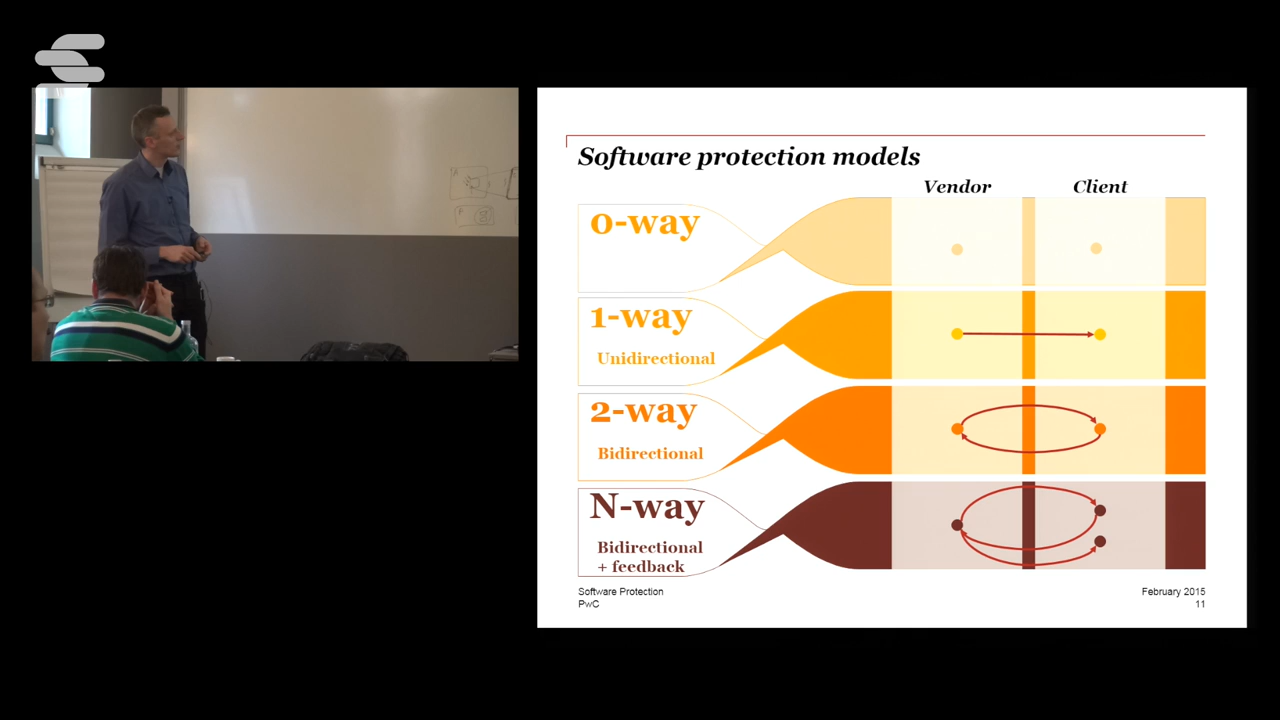 Software protection models
Vendor Client
0-way
1-way
Unidirectional
2-way
Bidirectional
N-way
Bidirectional
+ feedback
Software Protection February 2015
PwC 11